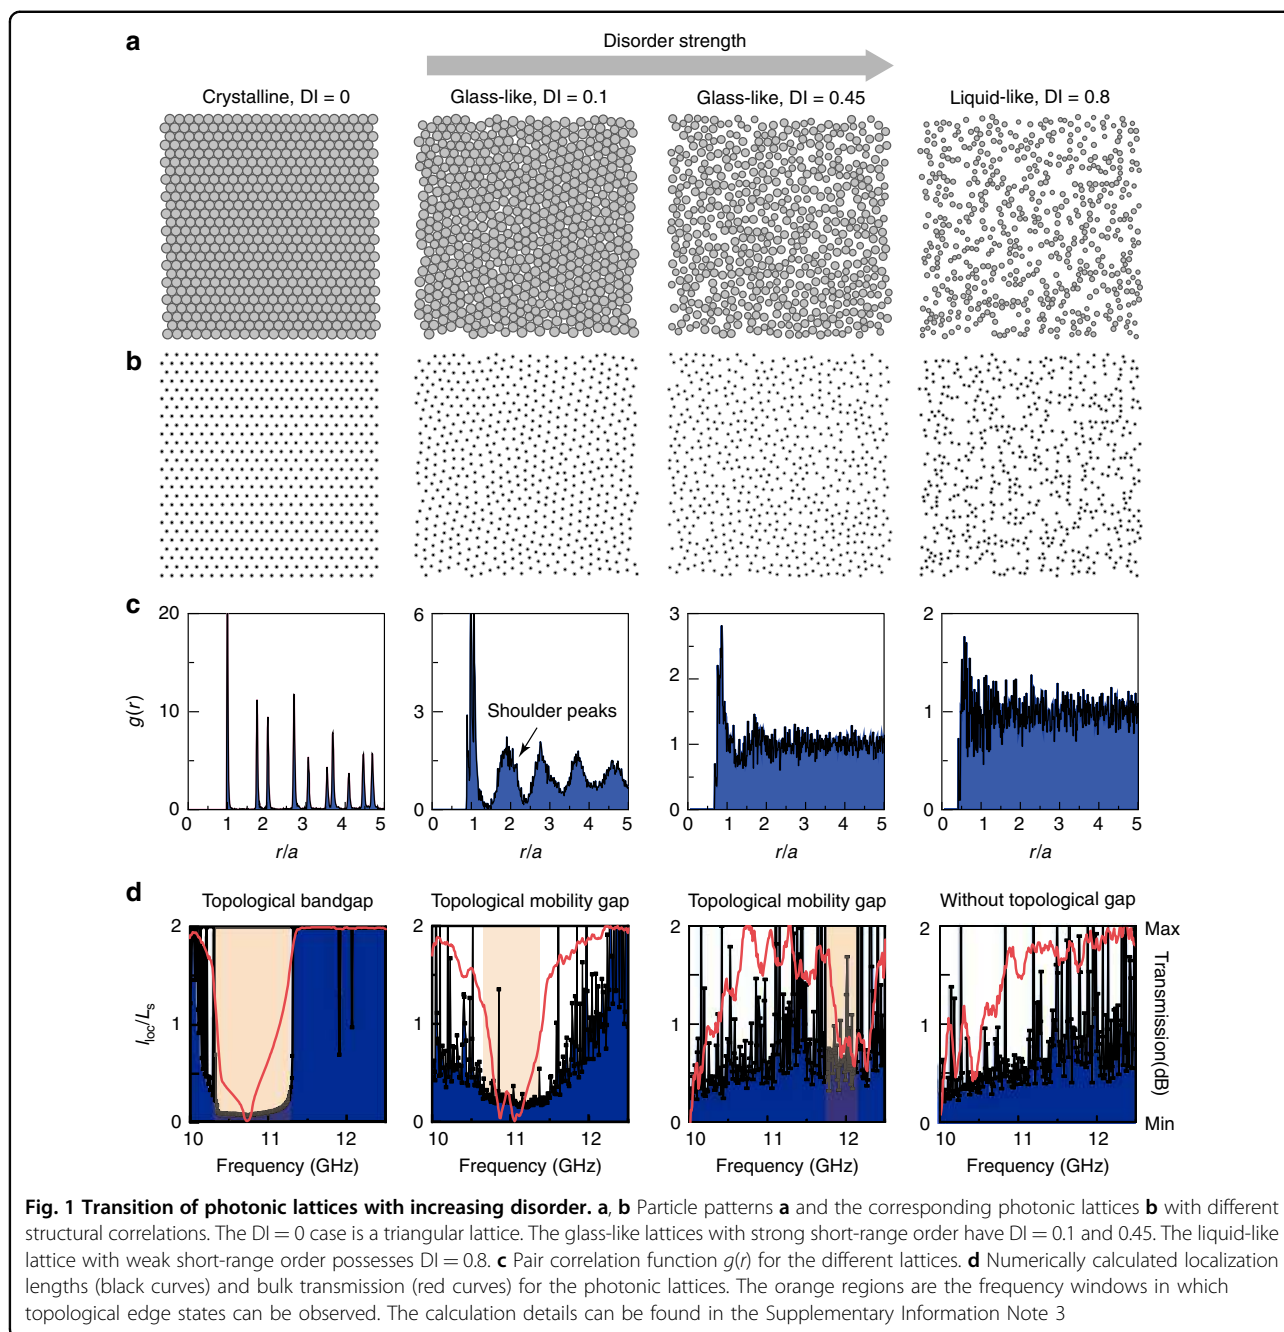 a
Disorder strength
Crystalline, DI = 0
Glass-like, DI = 0.1
Glass-like, DI = 0.45
Liquid-like, DI = 0.8
b
c
g(r)
20
10
0
0 1 2 3 4 5
r/a
6
3
0
Shoulder peaks
0 1 2 3 4 5
r/a
3
2
1
0
0 1 2 3 4 5
r/a
2
1
0
0 1 2 3 4 5
r/a
d
Topological bandgap
Topological mobility gap
Topological mobility gap
Without topological gap
l_loc/L_s
2
1
0
10 11 12
Frequency (GHz)
2
1
0
10 11 12
Frequency (GHz)
2
1
0
10 11 12
Frequency (GHz)
2
1
0
10 11 12
Frequency (GHz)
Max
Transmission(dB)
Min
Fig. 1 Transition of photonic lattices with increasing disorder. a, b Particle patterns a and the corresponding photonic lattices b with different
structural correlations. The DI = 0 case is a triangular lattice. The glass-like lattices with strong short-range order have DI = 0.1 and 0.45. The liquid-like
lattice with weak short-range order possesses DI = 0.8. c Pair correlation function g(r) for the different lattices. d Numerically calculated localization
lengths (black curves) and bulk transmission (red curves) for the photonic lattices. The orange regions are the frequency windows in which
topological edge states can be observed. The calculation details can be found in the Supplementary Information Note 3